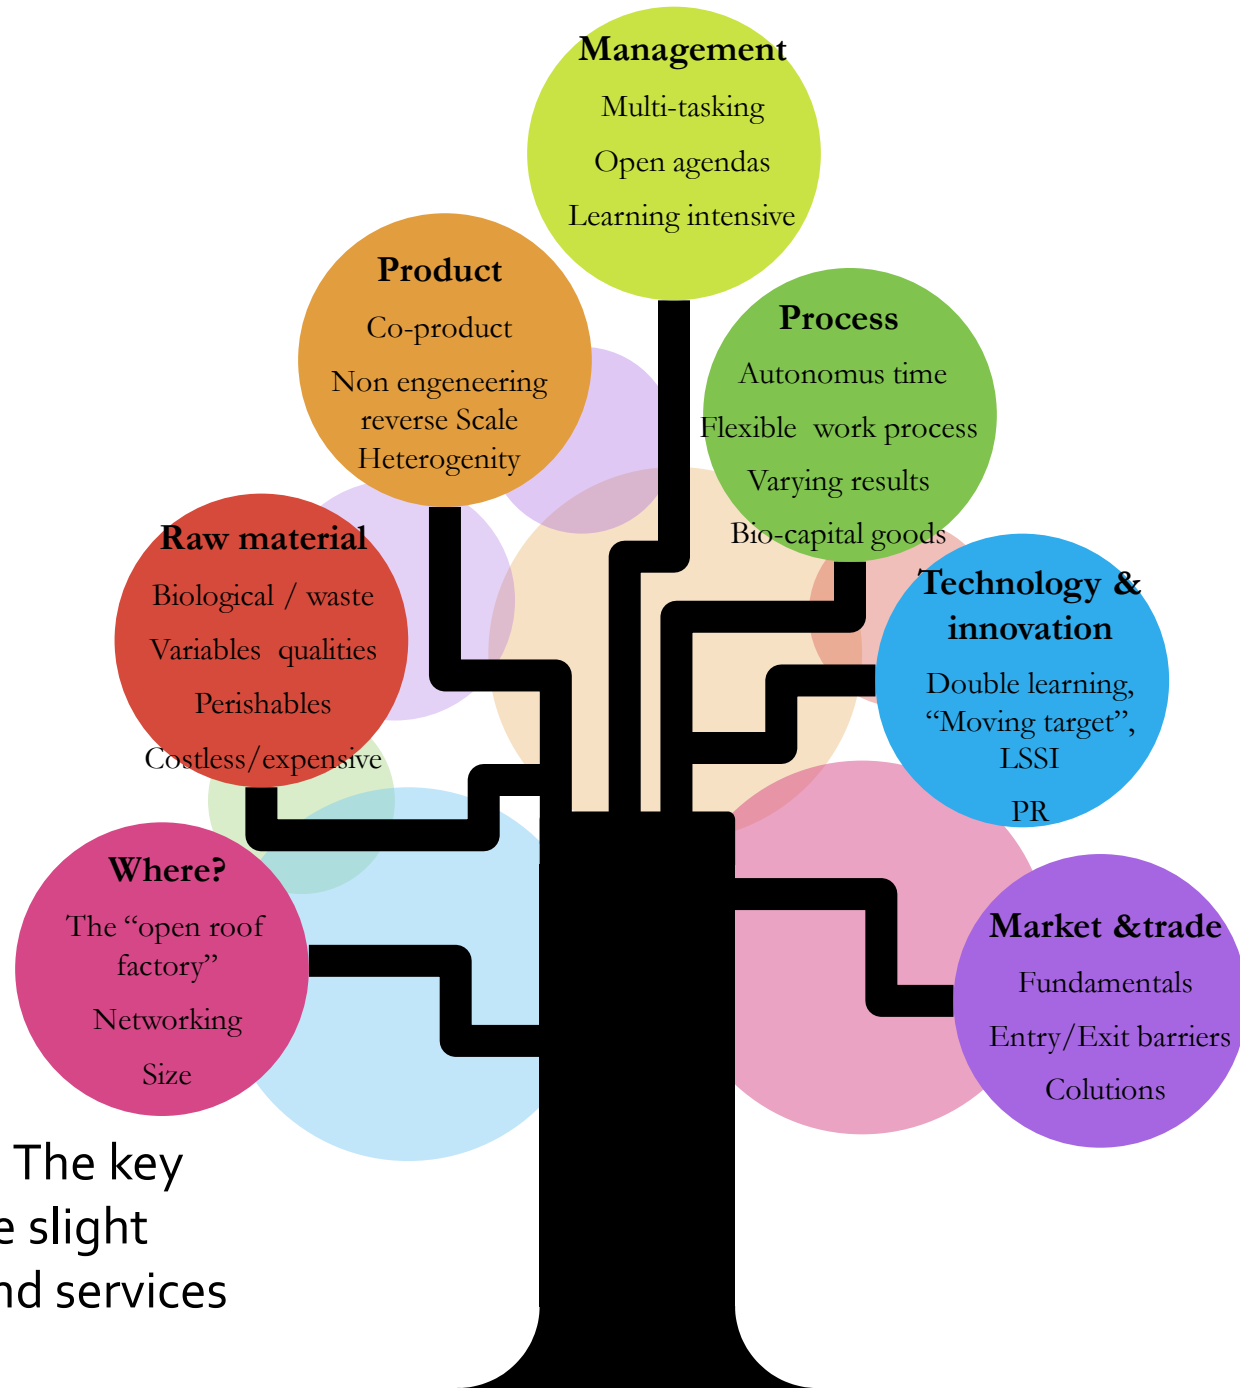 Management
Multi-tasking
Open agendas
Learning intensive
Product
Co-product
Non engeneering
reverse Scale
Heterogenity
Process
Autonomus time
Flexible work process
Varying results
Bio-capital goods
Raw material
Biological / waste
Variables qualities
Perishables
Costless/expensive
Technology &
innovation
Double learning,
“Moving target”,
LSSI
PR
Where?
The “open roof
factory”
Networking
Size
Market &trade
Fundamentals
Entry/Exit barriers
Colutions
The key
e slight
nd services